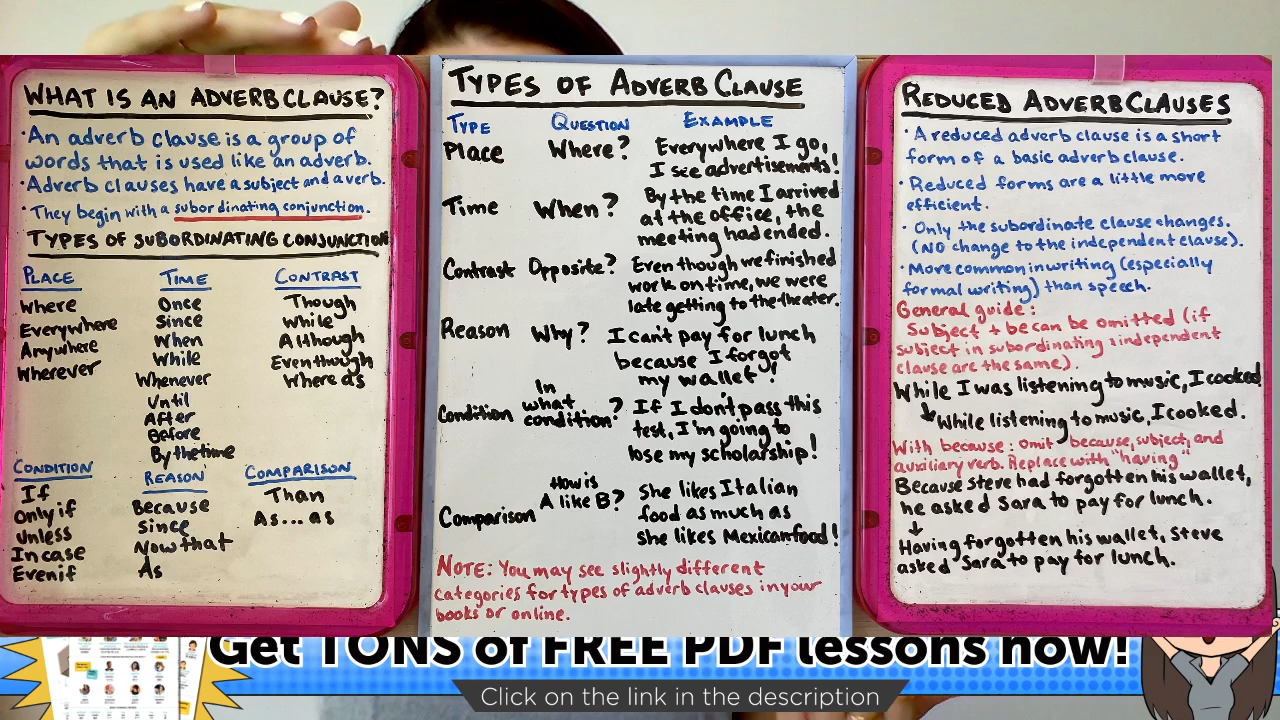 WHAT IS AN ADVERB CLAUSE?
• An adverb clause is a group of
words that is used like an adverb.
• Adverb clauses have a subject and a verb.
• They begin with a subordinating conjunction.
TYPES OF SUBORDINATING CONJUNCTION
PLACE
Where
Everywhere
Anywhere
Wherever
TIME
Once
Since
When
While
Whenever
Until
After
Before
By the time
CONTRAST
Though
While
Although
Even though
Where as
CONDITION
If
Only if
Unless
In case
Even if
REASON
Because
Since
Now that
As
COMPARISON
Than
As...as
TYPES OF ADVERB CLAUSE
TYPE QUESTION EXAMPLE
Place Where? Everywhere I go,
I see advertisements!
Time When? By the time I arrived
at the office, the
meeting had ended.
Contrast Opposite? Even though we finished
work on time, we were
late getting to the theater.
Reason Why? I can't pay for lunch
because I forgot
my wallet!
Condition In what condition? If I don't pass this
test, I'm going to
lose my scholarship!
Comparison How is A like B? She likes Italian
food as much as
she likes Mexican food!
NOTE: You may see slightly different
categories for types of adverb clauses in your
books or online.
REDUCED ADVERB CLAUSES
• A reduced adverb clause is a short
form of a basic adverb clause.
• Reduced forms are a little more
efficient.
• Only the subordinate clause changes.
(NO change to the independent clause).
• More common in writing (especially
formal writing) than speech.
General guide:
Subject + be can be omitted (if
subject in subordinating & independent
clause are the same).
While I was listening to music, I cooked
↳ While listening to music, I cooked.
With because: omit because, subject, and
auxiliary verb. Replace with "having"
Because Steve had forgotten his wallet,
he asked Sara to pay for lunch.
↓
Having forgotten his wallet, Steve
asked Sara to pay for lunch.
Get TONS of FREE PDF lessons now!
Click on the link in the description